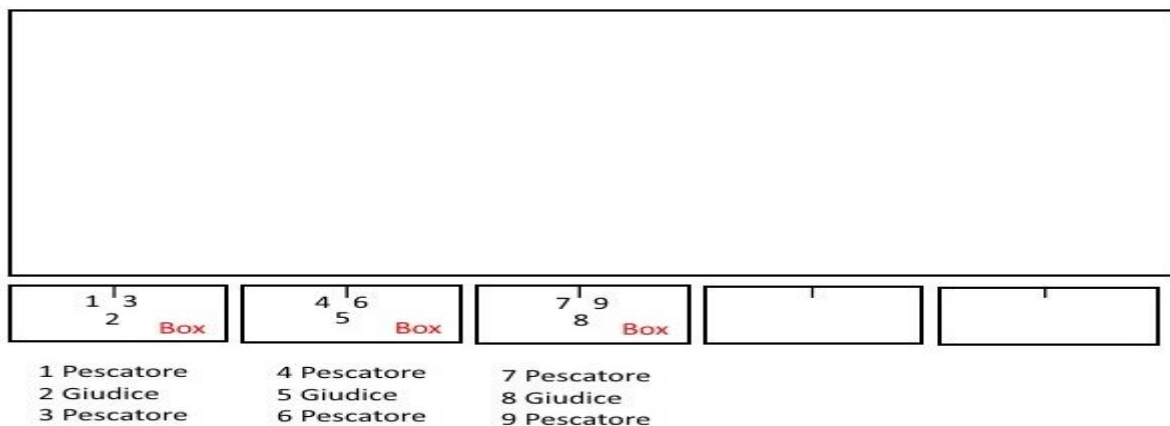 1 3 4 6 7 9
2 Box 5 Box 8 Box
1 Pescatore 4 Pescatore 7 Pescatore
2 Giudice 5 Giudice 8 Giudice
3 Pescatore 6 Pescatore 9 Pescatore